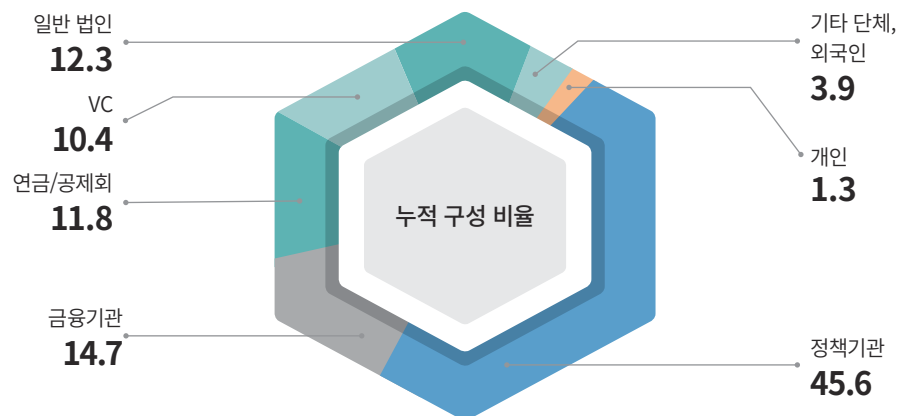 일반 법인
12.3
VC
10.4
연금/공제회
11.8
금융기관
14.7
누적 구성 비율
기타 단체,
외국인
3.9
개인
1.3
정책기관
45.6